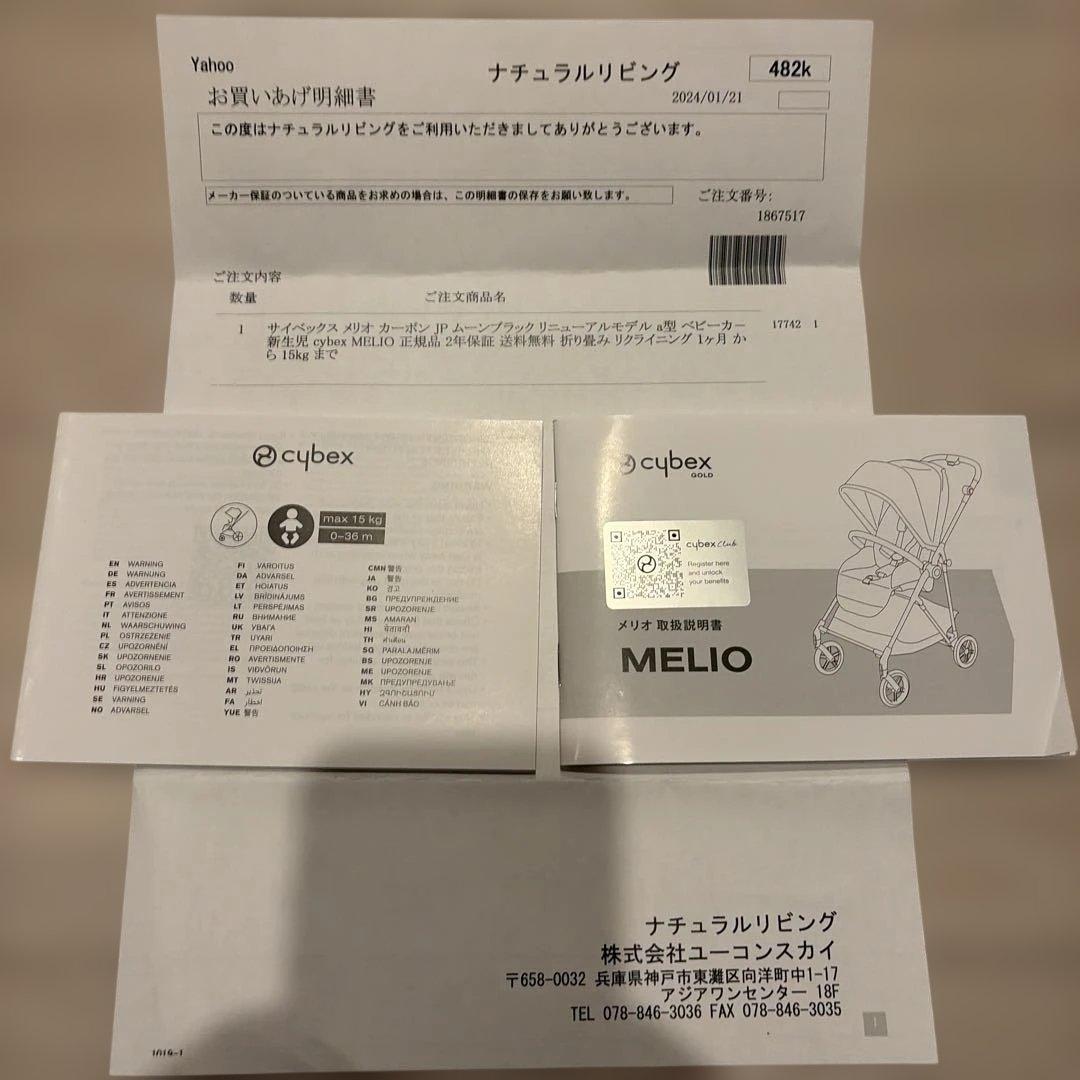 Yahoo
ナチュラルリビング
482k
お買いあげ明細書
2024/01/21
この度はナチュラルリビングをご利用いただきましてありがとうございます。
メーカー保証のついている商品をお求めの場合は、この明細書の保存をお願い致します。
ご注文番号:
1867517
ご注文内容
数量
ご注文商品名
1 サイベックス メリオ カーボン JP ムーンブラック リニューアルモデル a型 ベビーカー 17742 1
新生児 cybex MELIO 正規品 2年保証 送料無料 折り畳み リクライニング 1ヶ月 か
ら 15kg まで
cybex
max 15 kg
0-36 m
EN WARNING
DE WARNUNG
ES ADVERTENCIA
FR AVERTISSEMENT
PT AVISOS
IT ATTENZIONE
NL WAARSCHUWING
PL OSTRZEŻENIE
CZ UPOZORNĚNÍ
SK UPOZORNENIE
SL OPOZORILO
HR UPOZORENJE
HU FIGYELMEZTETÉS
SE VARNING
NO ADVARSEL
FI VAROITUS
DA ADVARSEL
ET HOIATUS
LV BRĪDINĀJUMS
LT PERSPĖJIMAS
RU ВНИМАНИЕ
UK УВАГА
TR UYARI
EL ΠΡΟΕΙΔΟΠΟΙΗΣΗ
RO AVERTISMENTE
IS VIÐVÖRUN
MT TWISSIJA
AR تحذير
FA اخطار
YUE 警告
CMN 警告
JA 警告
KO 경고
BG ПРЕДУПРЕЖДЕНИЕ
SR UPOZORENJE
MS AMARAN
HI चेतावनी
TH คำเตือน
SQ PARALAJMËRIM
BS UPOZORENJE
ME UPOZORENJE
MK ПРЕДУПРЕДУВАЊЕ
HY ԶԳՈՒՇԱՑՈՒՄ
VI CẢNH BÁO
cybex
GOLD
cybex Club
Register here
and unlock
your benefits
メリオ 取扱説明書
MELIO
ナチュラルリビング
株式会社ユーコンスカイ
〒658-0032 兵庫県神戸市東灘区向洋町中1-17
アジアワンセンター 18F
TEL 078-846-3036 FAX 078-846-3035
1